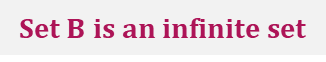 Set B is an infinite set